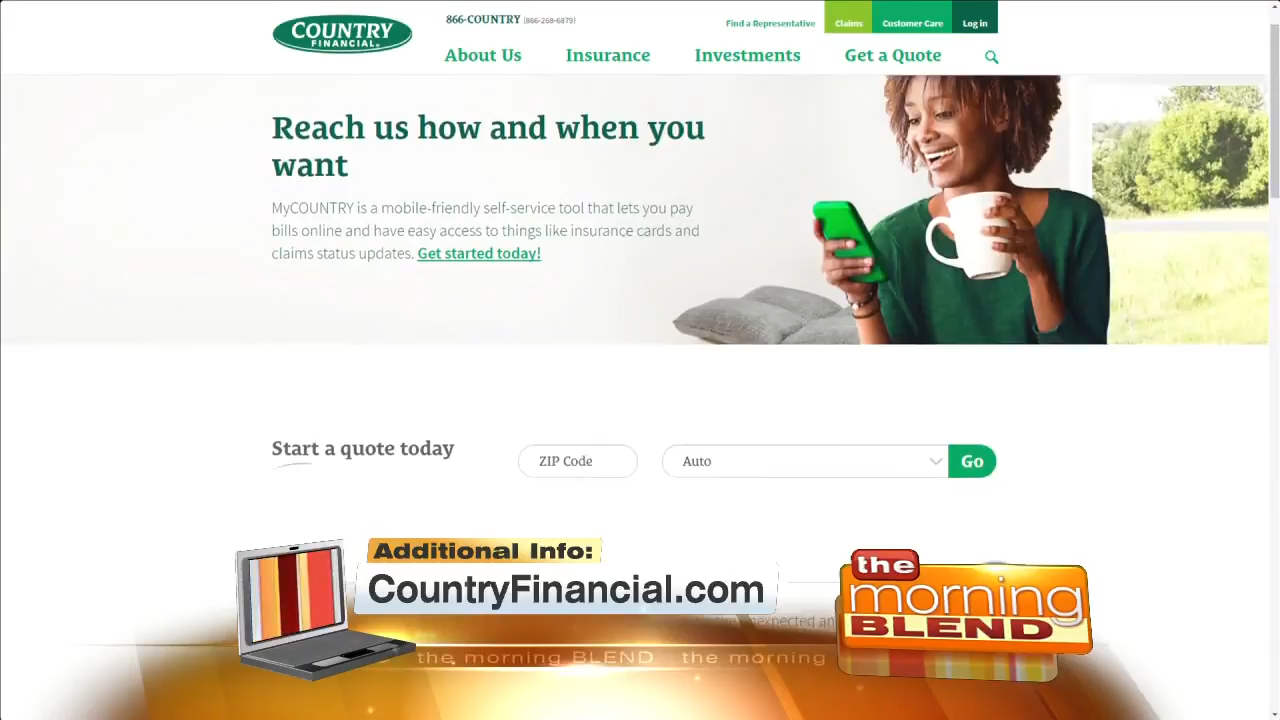 COUNTRY
FINANCIAL®
866-COUNTRY (866-268-6879)
Find a Representative
Claims
Customer Care
Log in
About Us
Insurance
Investments
Get a Quote
Reach us how and when you
want
MyCOUNTRY is a mobile-friendly self-service tool that lets you pay
bills online and have easy access to things like insurance cards and
claims status updates. Get started today!
Start a quote today
ZIP Code
Auto
Go
Additional Info:
CountryFinancial.com
the
morning
BLEND
the morning BLEND the morning